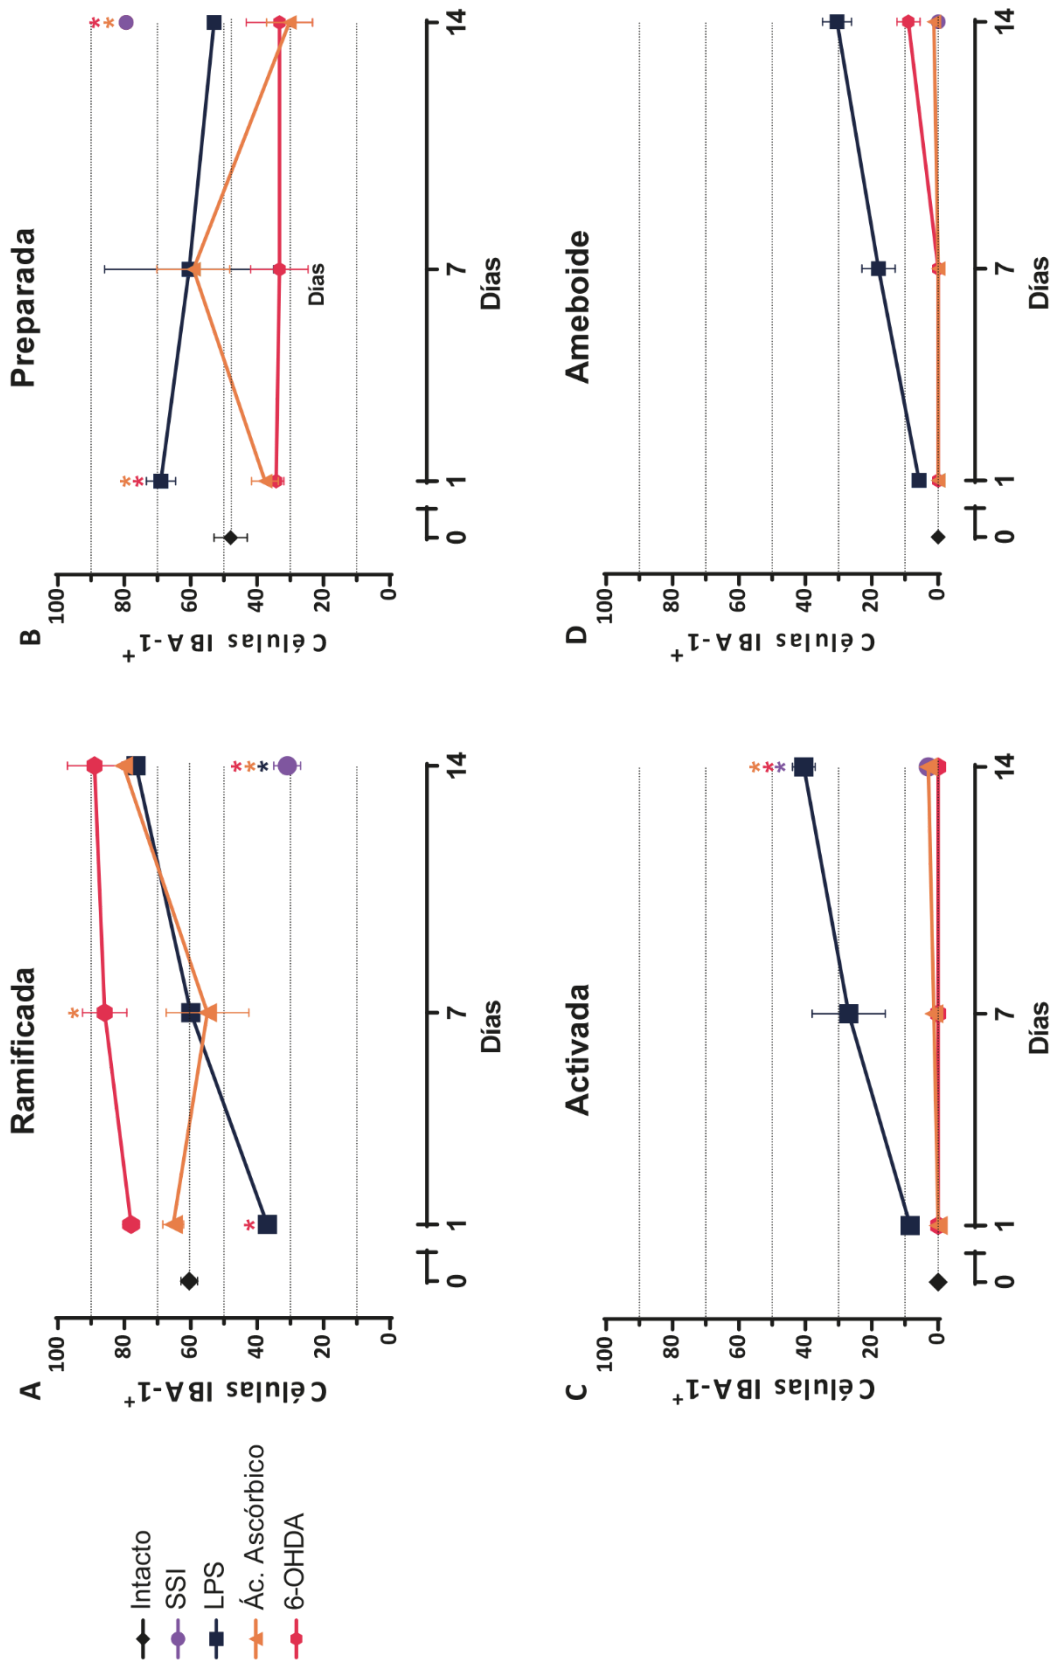 Intacto
SSI
LPS
Ác. Ascórbico
6-OHDA
A
Ramificada
Células IBA-1+
100
80
60
40
20
0
*
*
* * *
0
1
7
14
Días
B
Preparada
Células IBA-1+
100
80
60
40
20
0
* *
* *
Días
0
1
7
14
Días
C
Activada
Células IBA-1+
100
80
60
40
20
0
* * *
0
1
7
14
Días
D
Ameboide
Células IBA-1+
100
80
60
40
20
0
0
1
7
14
Días